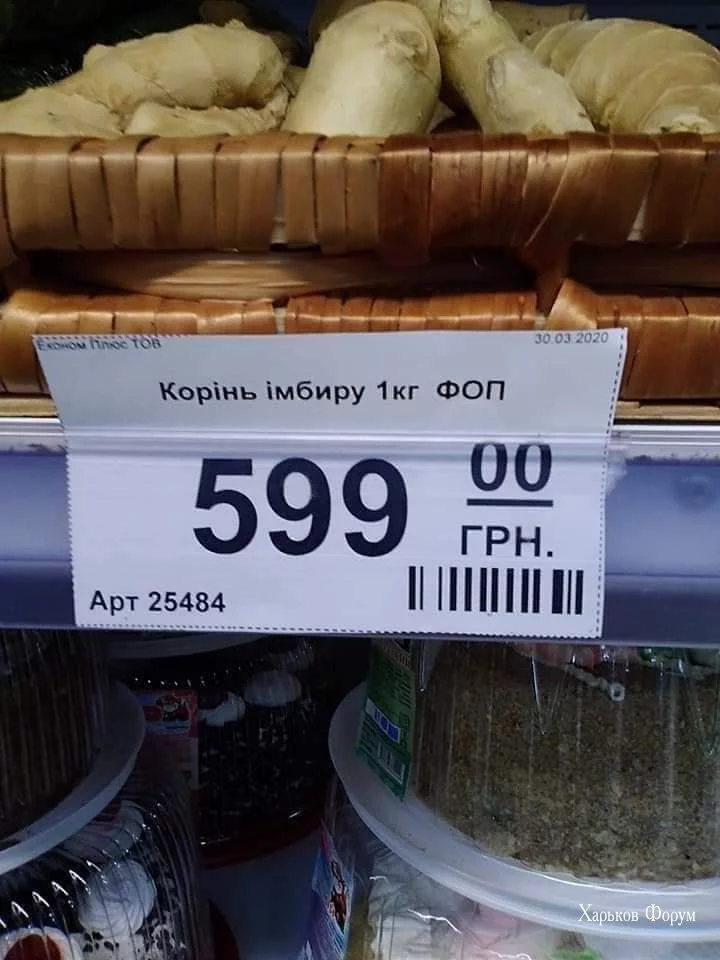 Економ Плюс ТОВ 30.03.2020
Корінь імбиру 1кг ФОП
599 00
ГРН.
Арт 25484
Харьков Форум